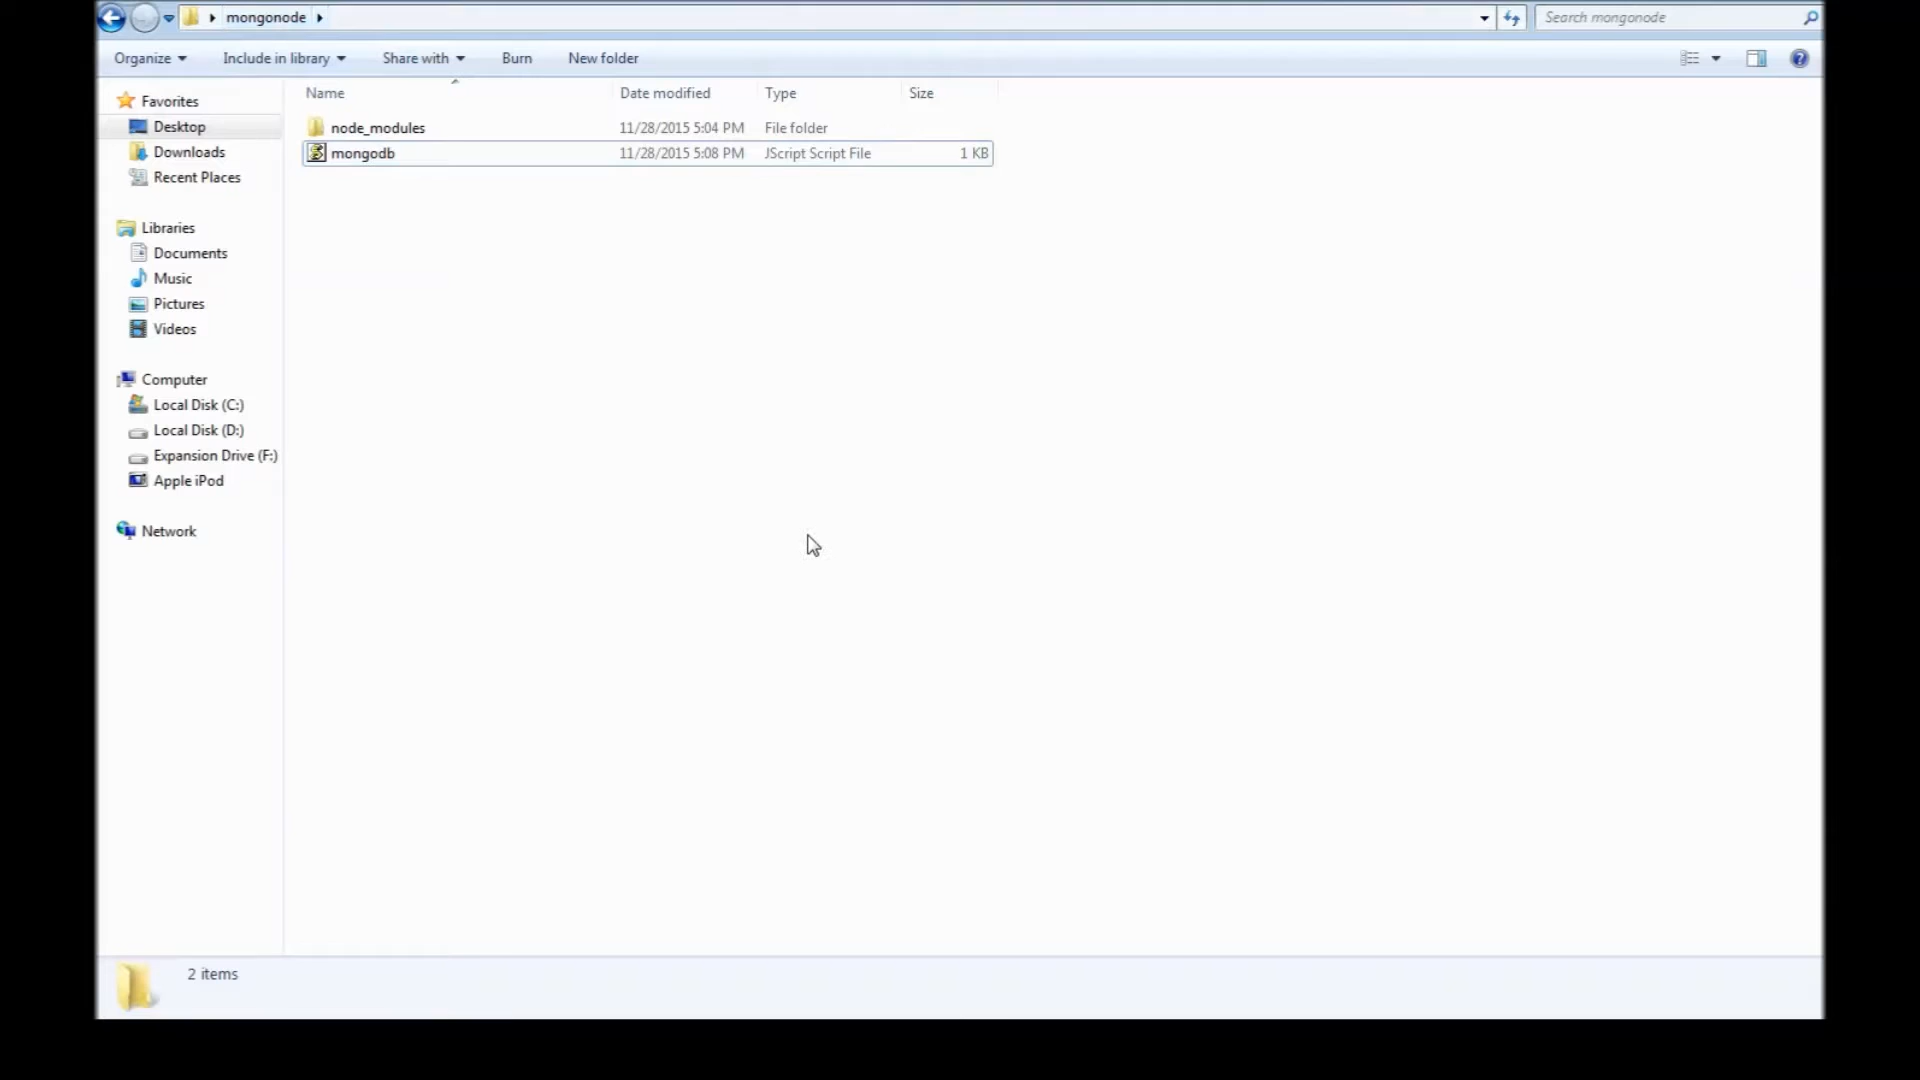 mongonode
Search mongonode
Organize Include in library Share with Burn New folder
Name Date modified Type Size
node_modules 11/28/2015 5:04 PM File folder
mongodb 11/28/2015 5:08 PM JScript Script File 1 KB
Favorites
Desktop
Downloads
Recent Places
Libraries
Documents
Music
Pictures
Videos
Computer
Local Disk (C:)
Local Disk (D:)
Expansion Drive (F:)
Apple iPod
Network
2 items